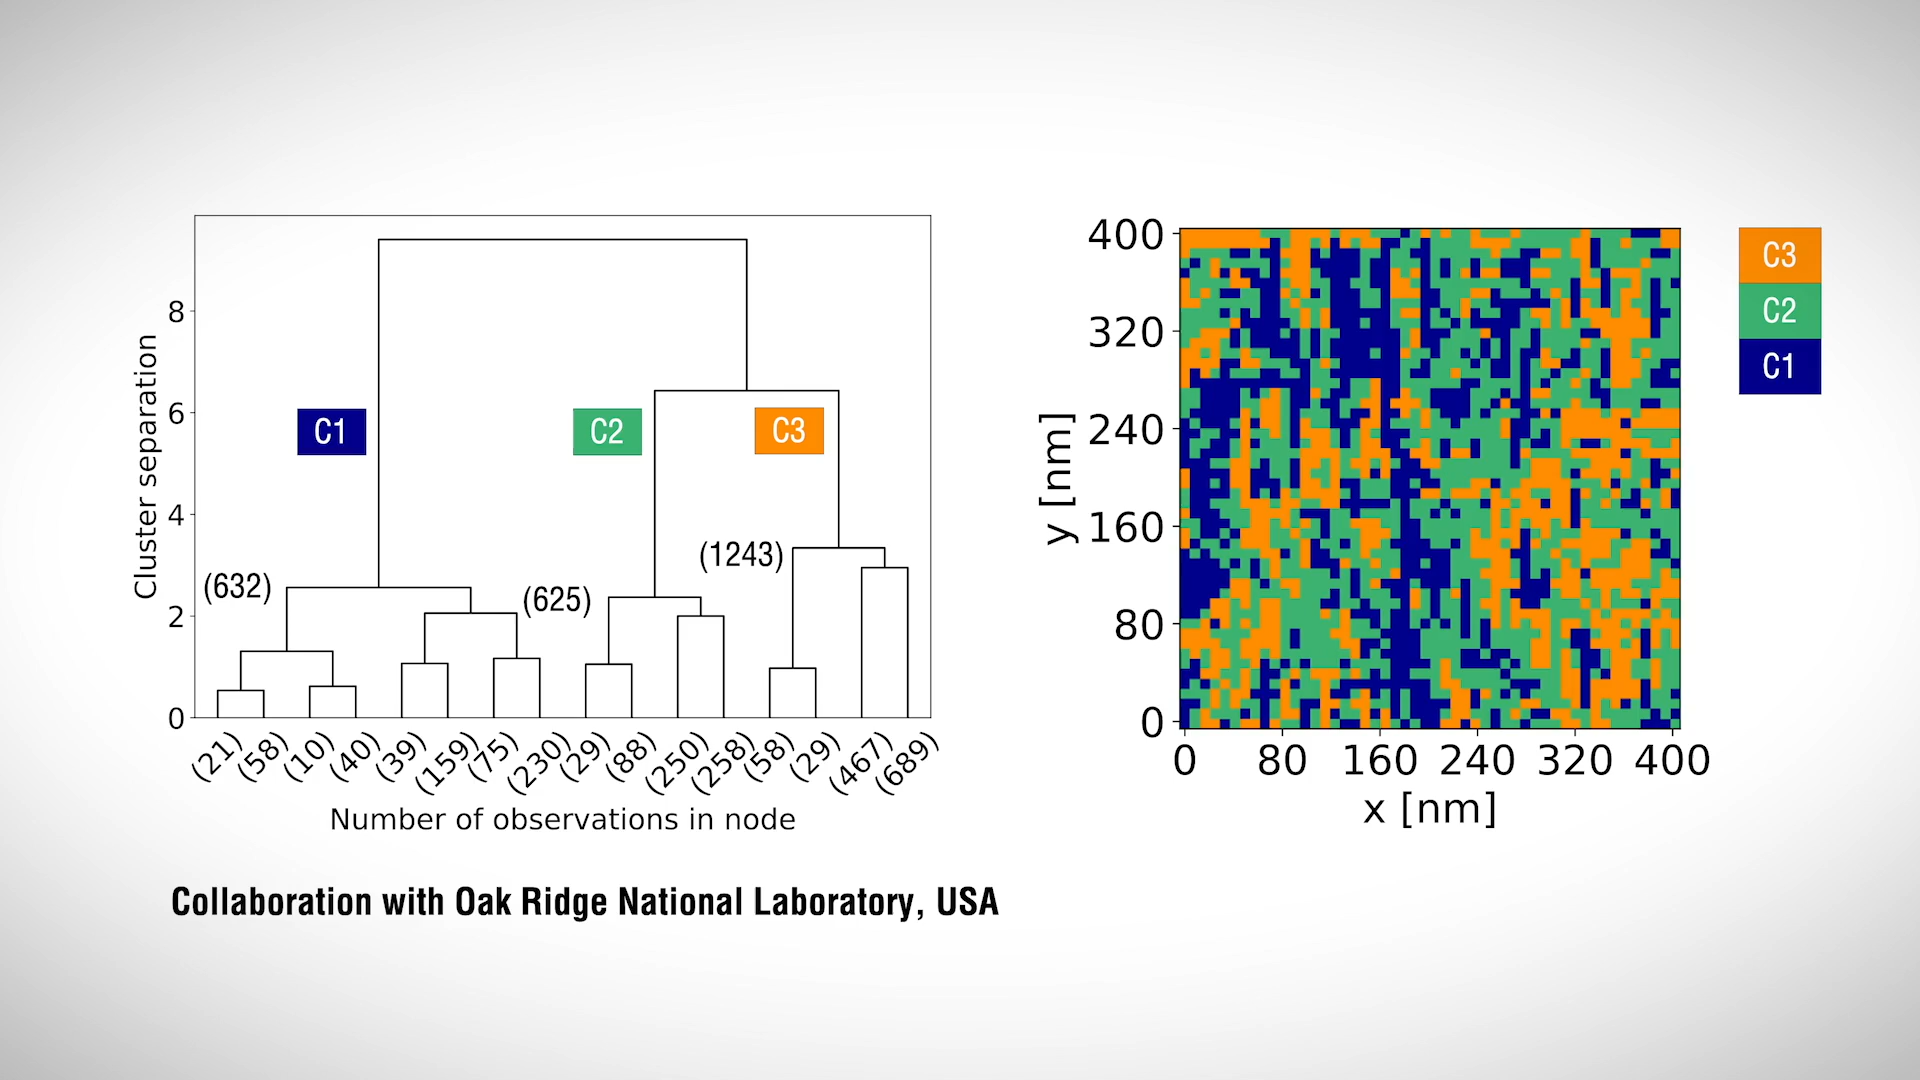 8
6
4
2
0
Cluster separation
C1
C2
C3
(632)
(625)
(1243)
(21)
(58)
(10)
(40)
(39)
(159)
(75)
(230)
(29)
(88)
(250)
(258)
(58)
(29)
(467)
(689)
Number of observations in node
Collaboration with Oak Ridge National Laboratory, USA
400
320
240
160
80
0
y [nm]
0 80 160 240 320 400
x [nm]
C3
C2
C1